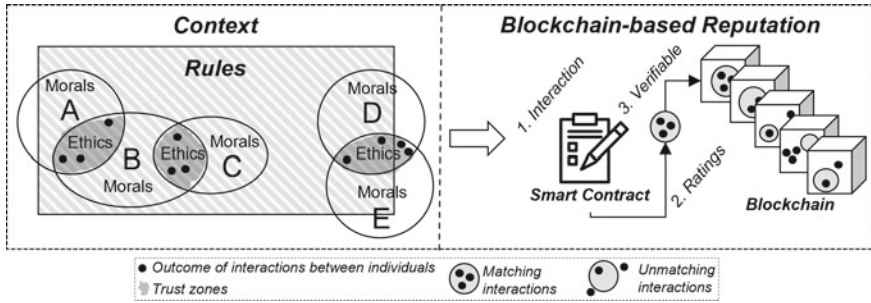 Context
Rules
Morals
A
Ethics
B
Morals
Ethics
Morals
C
Morals
D
Ethics
Morals
E
Blockchain-based Reputation
1. Interaction
Smart Contract
2. Ratings
3. Verifiable
Blockchain
Outcome of interactions between individuals
Trust zones
Matching
interactions
Unmatching
interactions